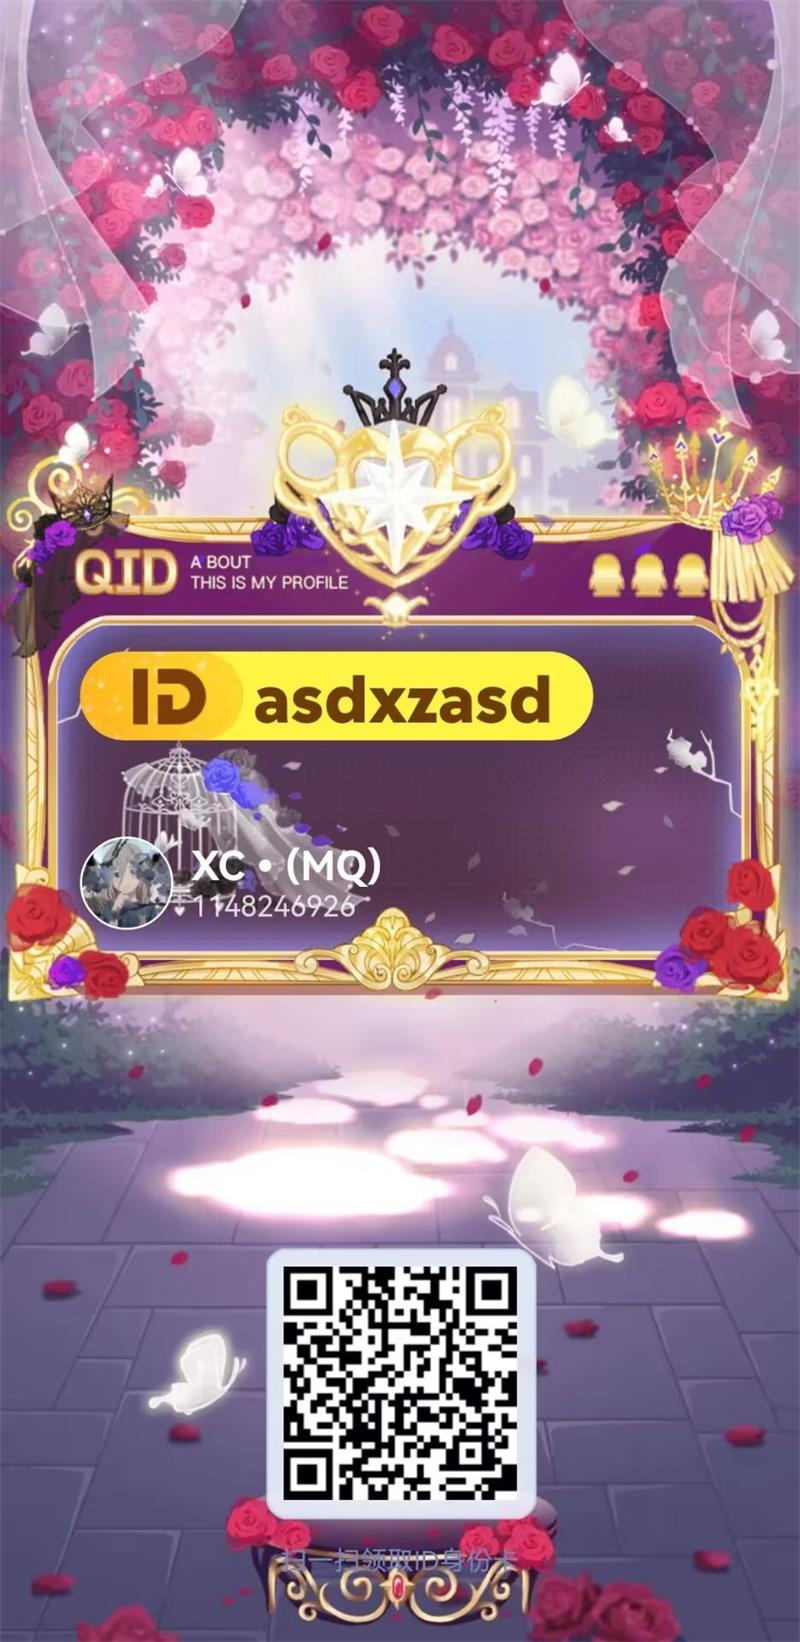 QID
A BOUT
THIS IS MY PROFILE
ID asdxzasd
XC • (MQ)
1148246926
扫一扫领取ID身份卡